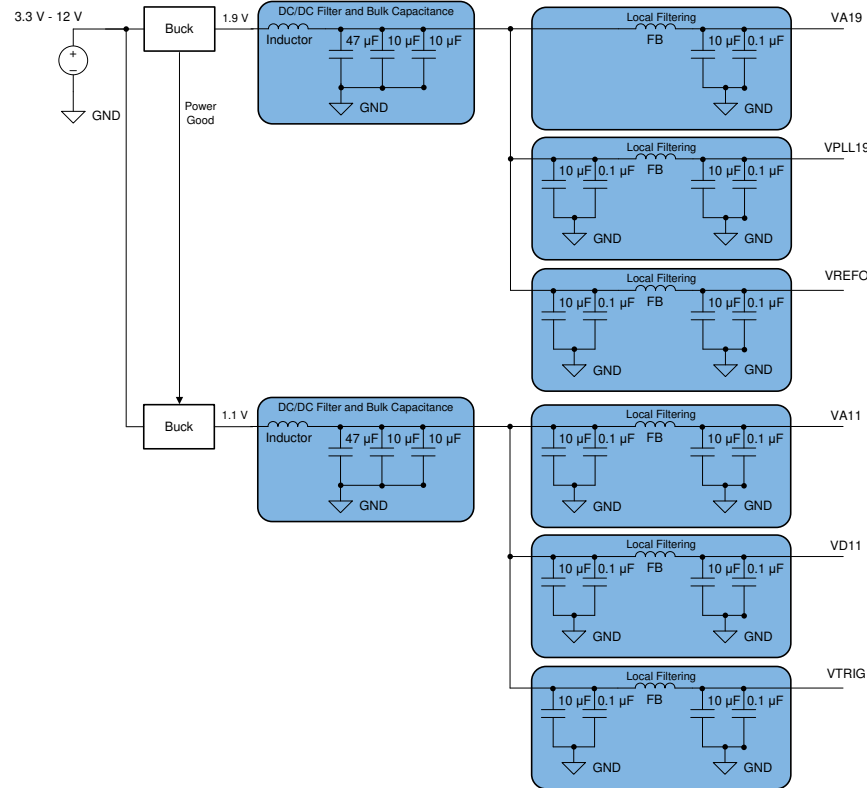 3.3 V - 12 V
Buck
1.9 V
GND
Power
Good
DC/DC Filter and Bulk Capacitance
Inductor
47 µF
10 µF
10 µF
GND
Local Filtering
FB
10 µF
0.1 µF
GND
VA19
Local Filtering
10 µF
0.1 µF
FB
10 µF
0.1 µF
GND
GND
VPLL19
Local Filtering
10 µF
0.1 µF
FB
10 µF
0.1 µF
GND
GND
VREFO
Buck
1.1 V
DC/DC Filter and Bulk Capacitance
Inductor
47 µF
10 µF
10 µF
GND
Local Filtering
10 µF
0.1 µF
FB
10 µF
0.1 µF
GND
GND
VA11
Local Filtering
10 µF
0.1 µF
FB
10 µF
0.1 µF
GND
GND
VD11
Local Filtering
10 µF
0.1 µF
FB
10 µF
0.1 µF
GND
GND
VTRIG